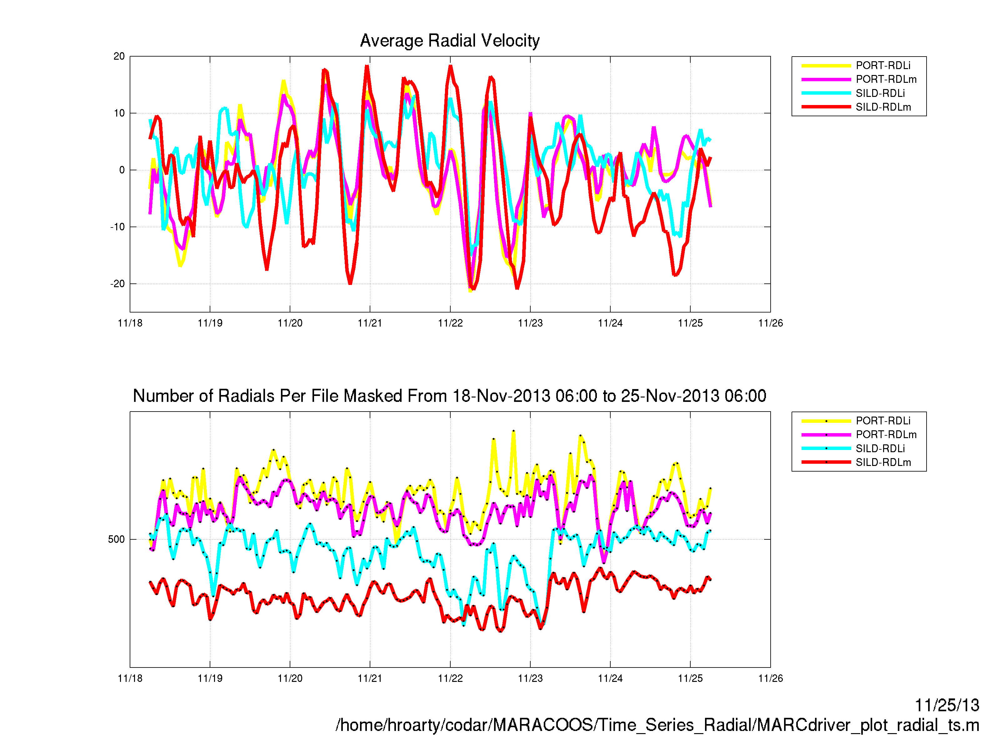 Average Radial Velocity
20
10
0
-10
-20
11/18 11/19 11/20 11/21 11/22 11/23 11/24 11/25 11/26
PORT-RDLi
PORT-RDLm
SILD-RDLi
SILD-RDLm
Number of Radials Per File Masked From 18-Nov-2013 06:00 to 25-Nov-2013 06:00
500
11/18 11/19 11/20 11/21 11/22 11/23 11/24 11/25 11/26
PORT-RDLi
PORT-RDLm
SILD-RDLi
SILD-RDLm
11/25/13
/home/hroarty/codar/MARACOOS/Time_Series_Radial/MARCdriver_plot_radial_ts.m